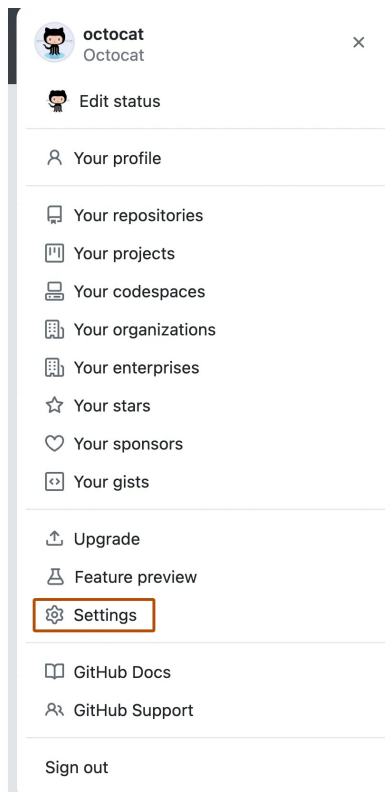 octocat
Octocat
Edit status
Your profile
Your repositories
Your projects
Your codespaces
Your organizations
Your enterprises
Your stars
Your sponsors
Your gists
Upgrade
Feature preview
Settings
GitHub Docs
GitHub Support
Sign out